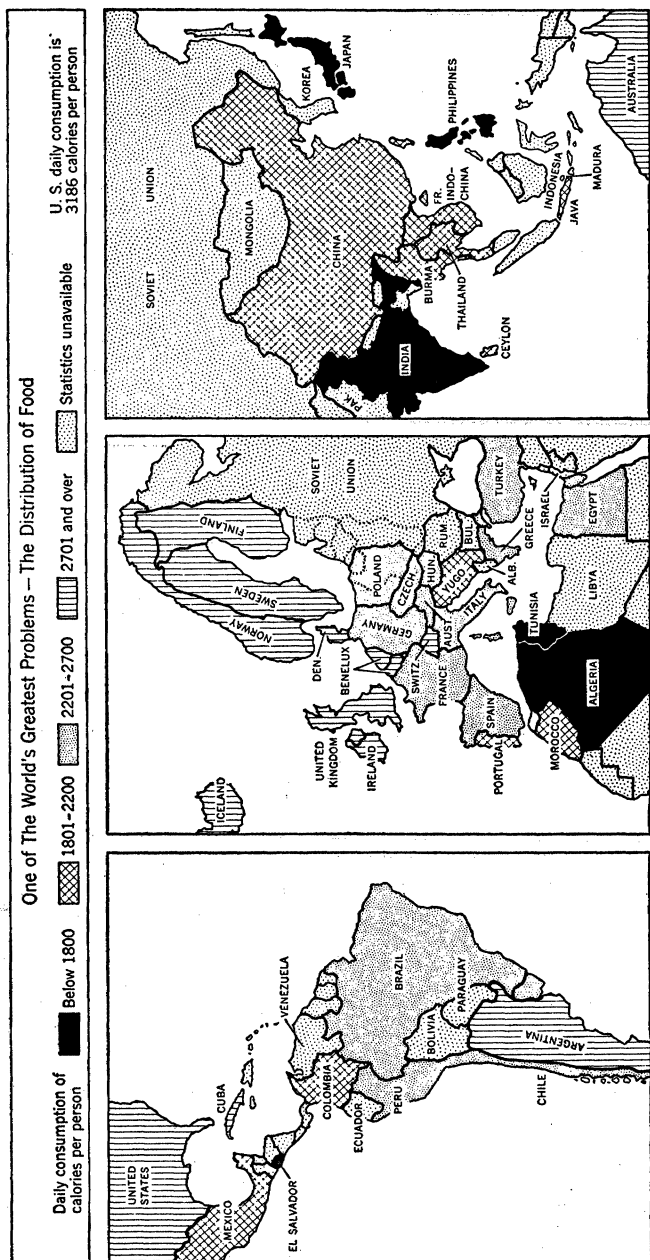 One of The World's Greatest Problems — The Distribution of Food
Daily consumption of
calories per person
Below 1800
1801-2200
2201-2700
2701 and over
Statistics unavailable
U. S. daily consumption is
3186 calories per person
UNITED
STATES
MEXICO
CUBA
EL SALVADOR
VENEZUELA
COLOMBIA
ECUADOR
PERU
BRAZIL
BOLIVIA
PARAGUAY
CHILE
ARGENTINA
ICELAND
NORWAY
SWEDEN
FINLAND
DEN.
UNITED
KINGDOM
IRELAND
BENELUX
GERMANY
POLAND
SOVIET
UNION
CZECH.
SWITZ
AUST
HUN.
RUM.
FRANCE
YUGO
BUL.
ITALY
ALB.
GREECE
TURKEY
SPAIN
PORTUGAL
ISRAEL
MOROCCO
ALGERIA
TUNISIA
LIBYA
EGYPT
SOVIET
UNION
MONGOLIA
CHINA
KOREA
JAPAN
PAK.
INDIA
BURMA
THAILAND
FR.
INDO-
CHINA
CEYLON
PHILIPPINES
INDONESIA
JAVA
MADURA
AUSTRALIA